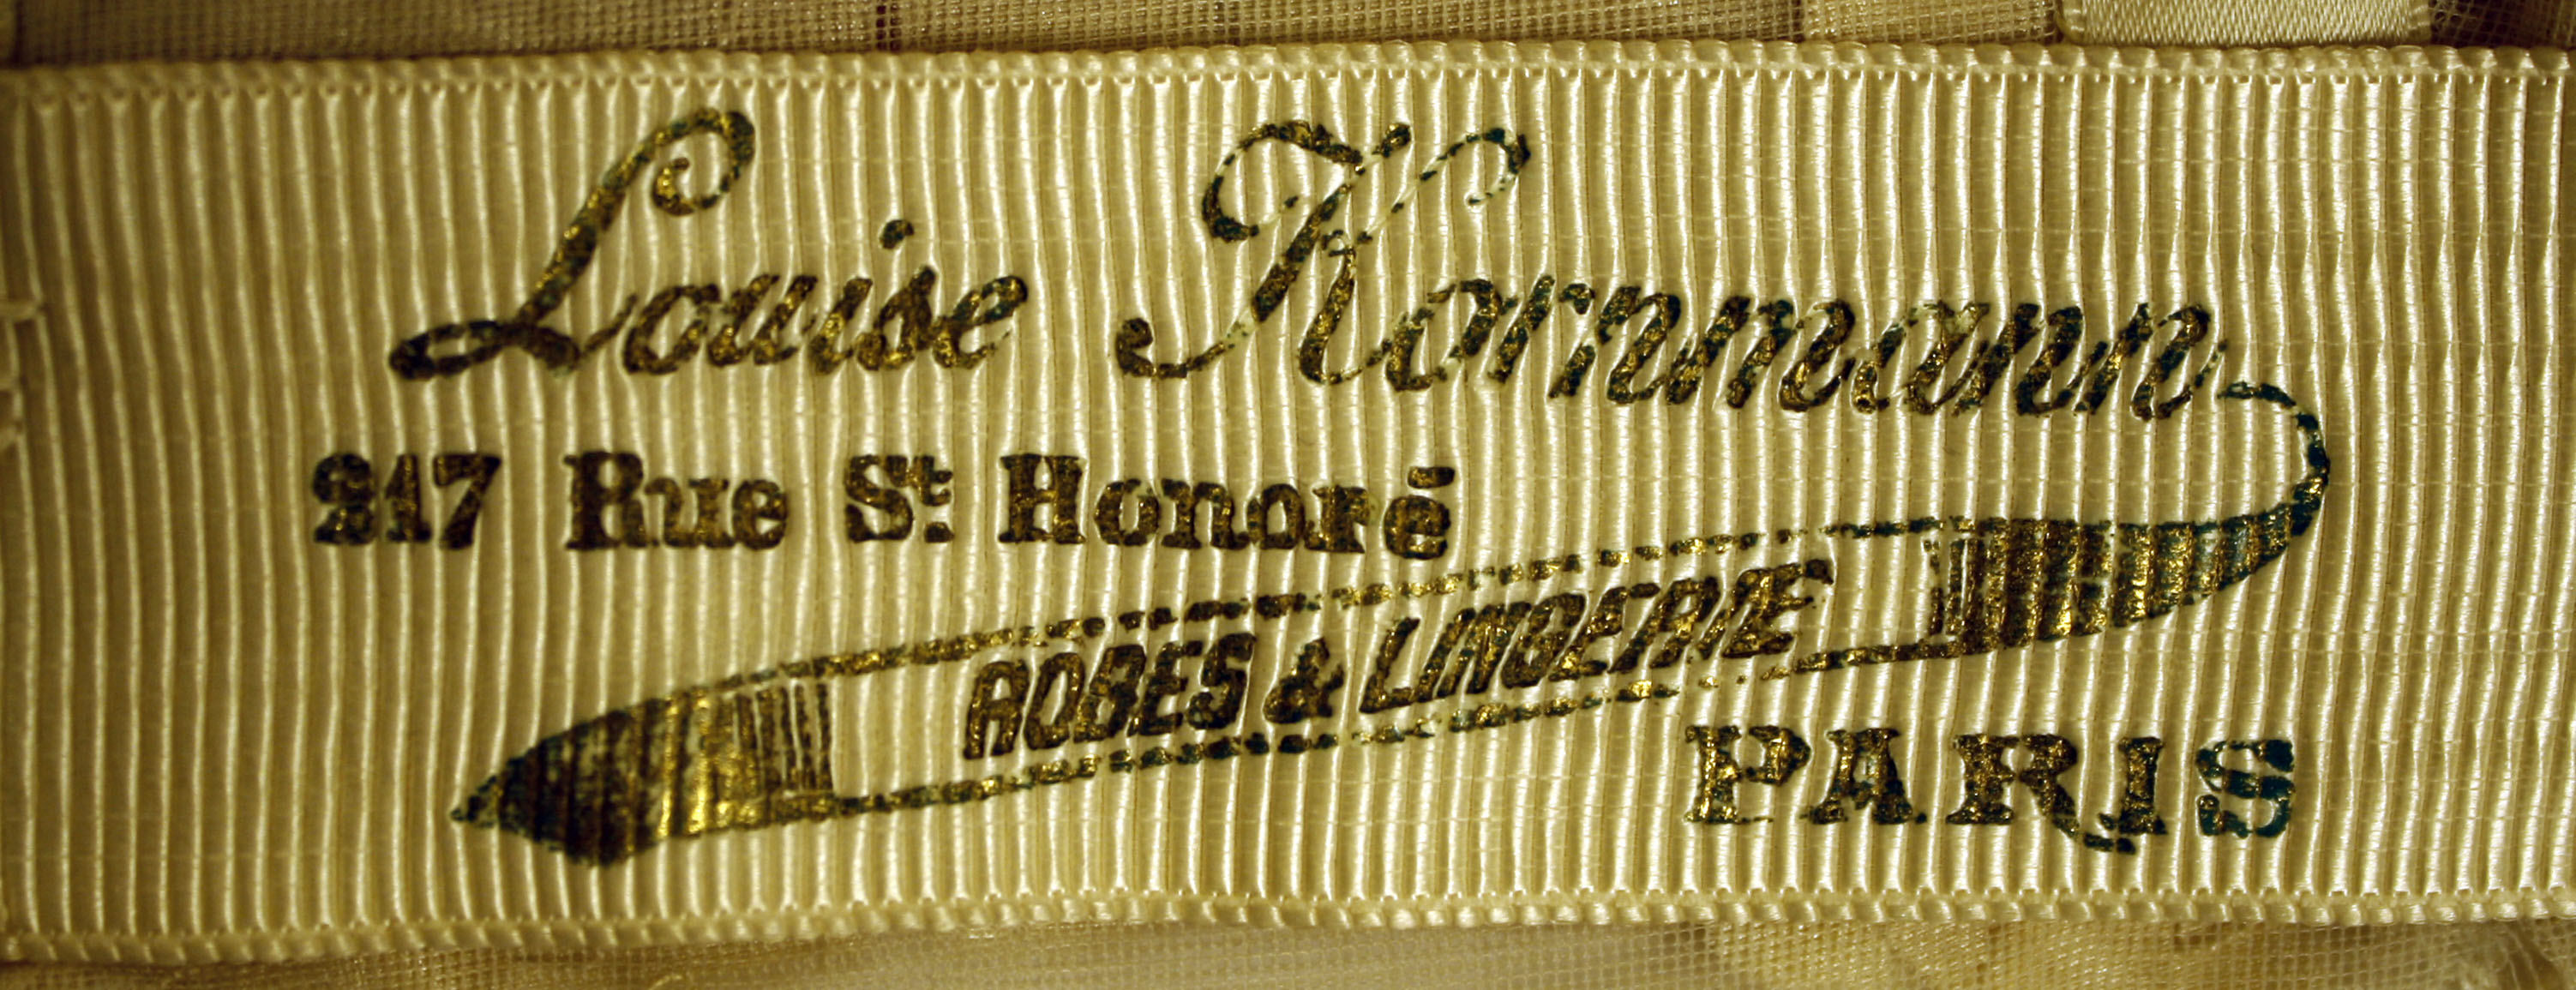 Louise Kornmann
217 Rue St. Honoré
ROBES & LINGERIE
PARIS